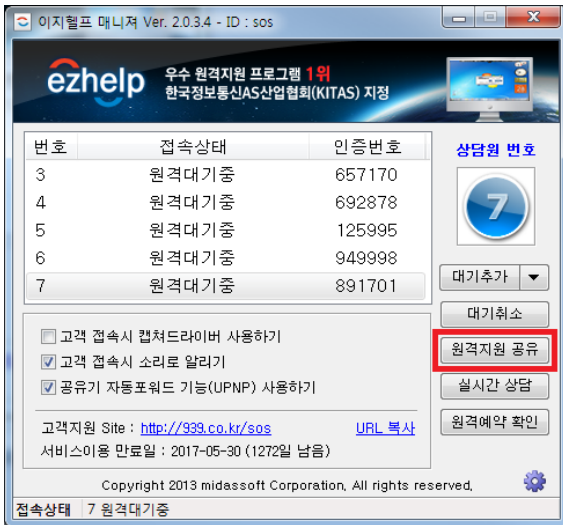 이지헬프 매니져 Ver. 2.0.3.4 - ID : sos
ezhelp
우수 원격지원 프로그램 1위
한국정보통신AS산업협회(KITAS) 지정
번호 접속상태 인증번호
3 원격대기중 657170
4 원격대기중 692878
5 원격대기중 125995
6 원격대기중 949998
7 원격대기중 891701
상담원 번호
7
대기추가
대기취소
원격지원 공유
실시간 상담
원격예약 확인
고객 접속시 캡쳐드라이버 사용하기
고객 접속시 소리로 알리기
공유기 자동포워드 기능(UPNP) 사용하기
고객지원 Site : http://939.co.kr/sos URL 복사
서비스이용 만료일 : 2017-05-30 (1272일 남음)
Copyright 2013 midassoft Corporation, All rights reserved,
접속상태 7 원격대기중